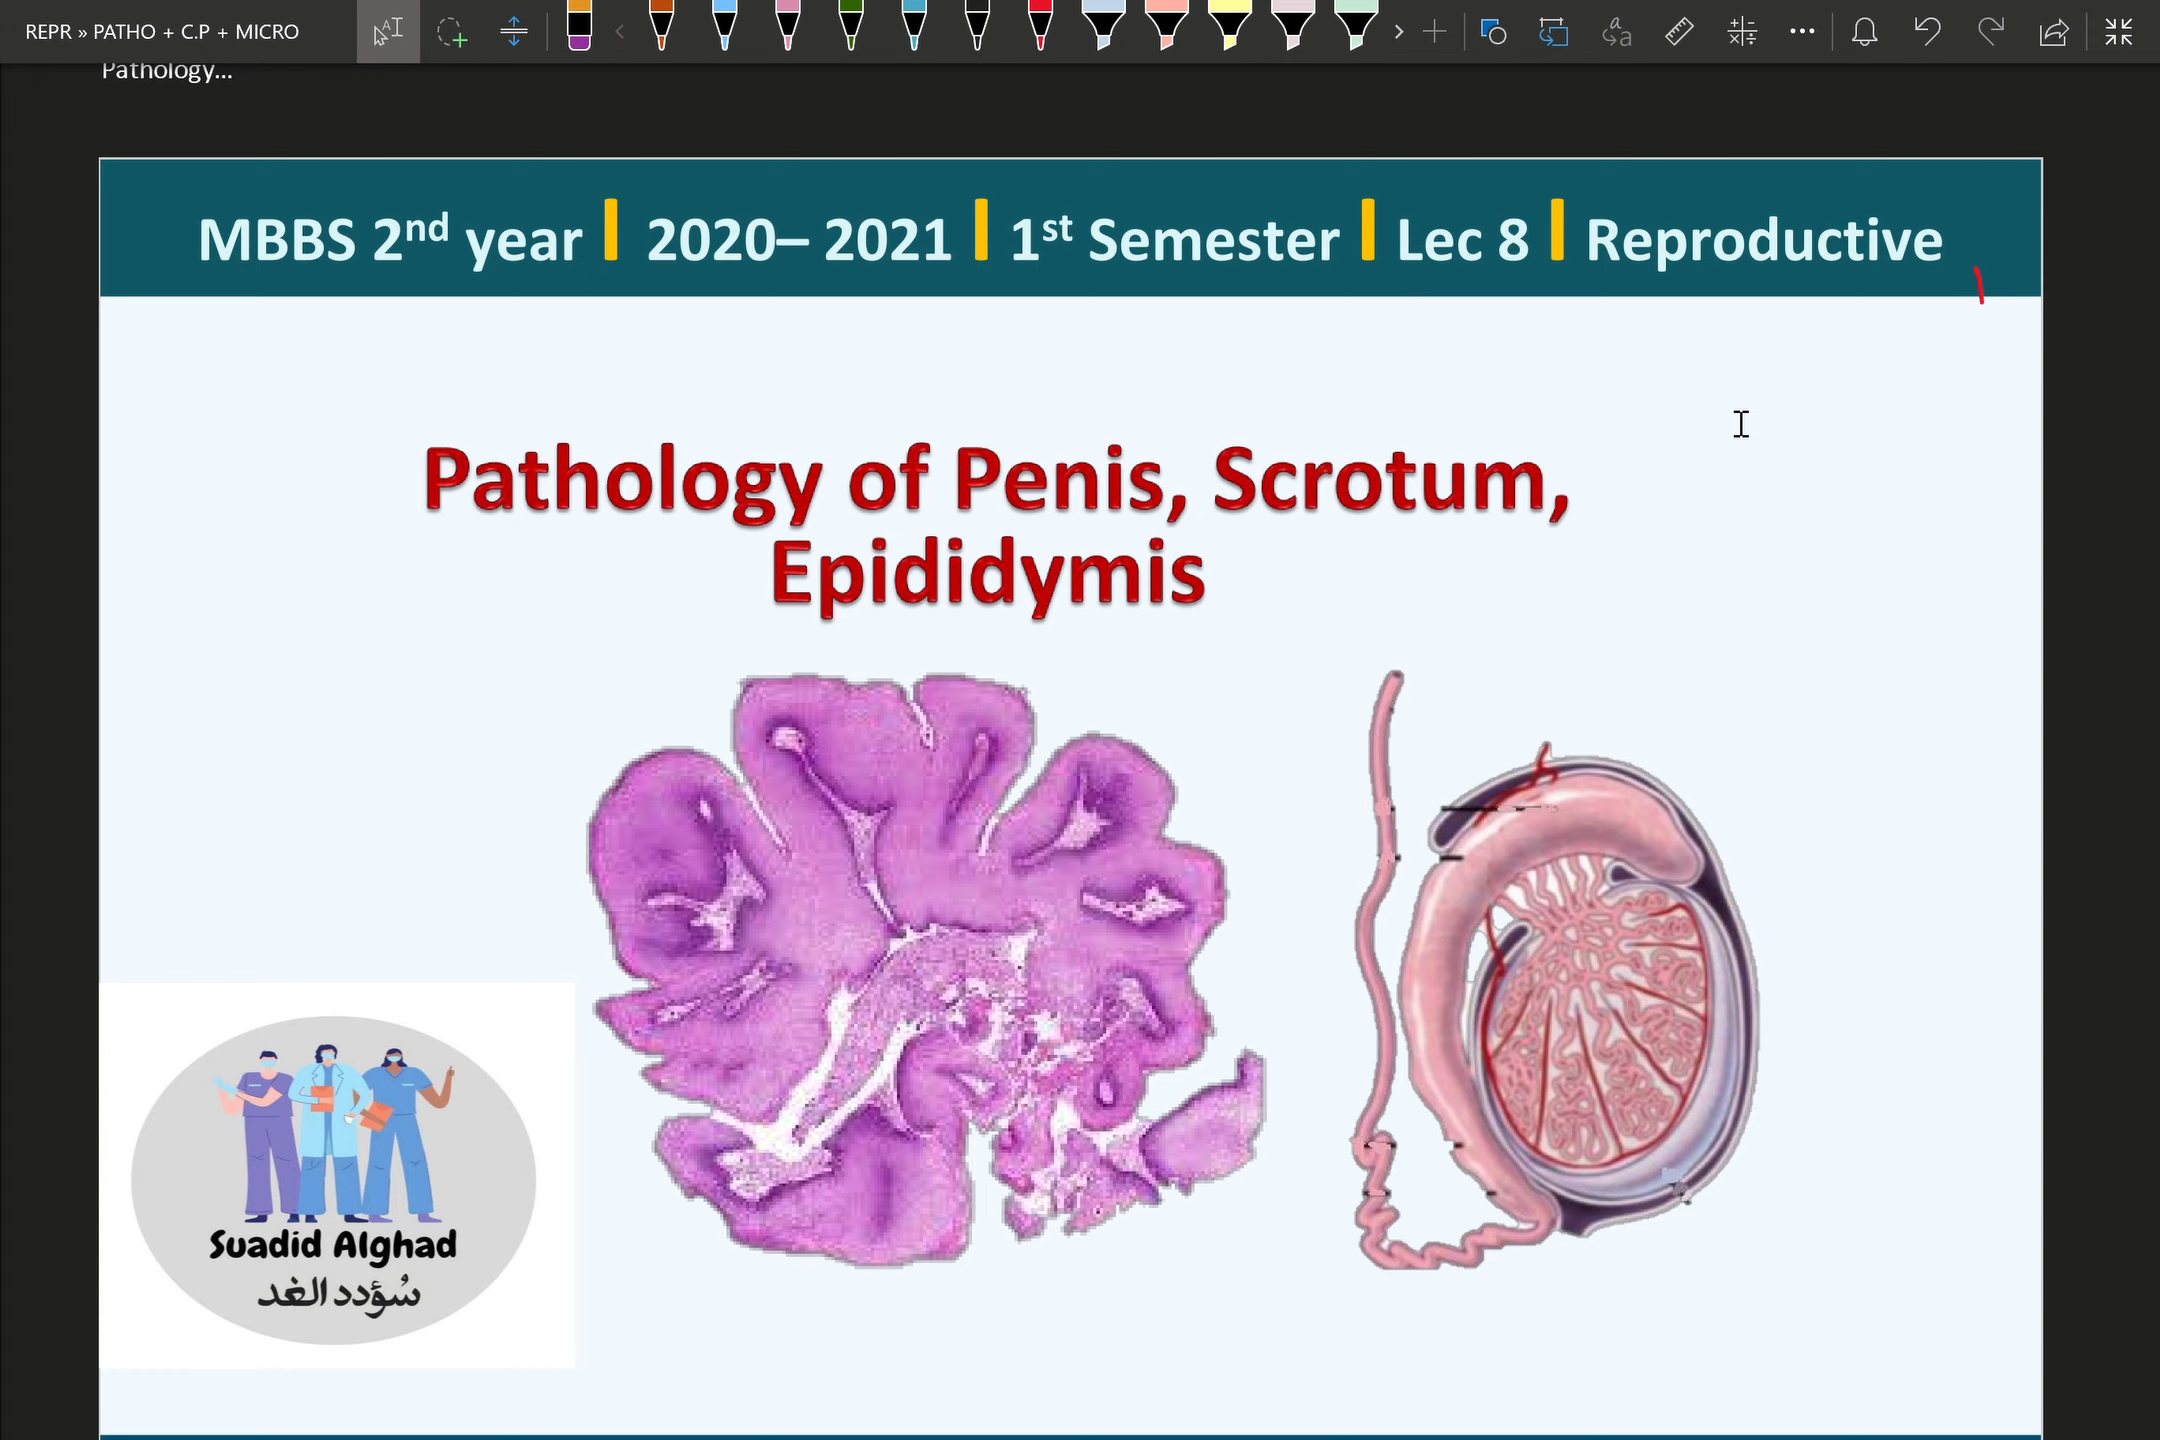 REPR » PATHO + C.P + MICRO
Pathology...
MBBS 2nd year | 2020– 2021 | 1st Semester | Lec 8 | Reproductive
Pathology of Penis, Scrotum,
Epididymis
Suadid Alghad
سُؤدد الغد